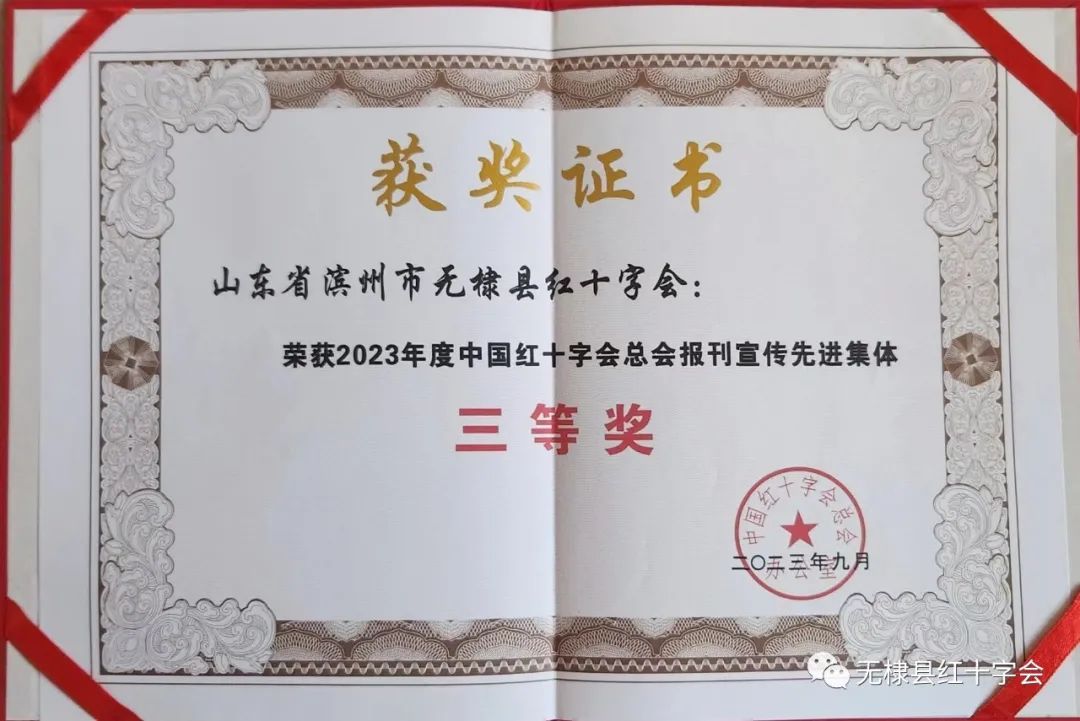 获奖证书
山东省滨州市无棣县红十字会：
荣获2023年度中国红十字会总会报刊宣传先进集体
三等奖
中国红十字会总会
办公室
二〇二三年九月
无棣县红十字会